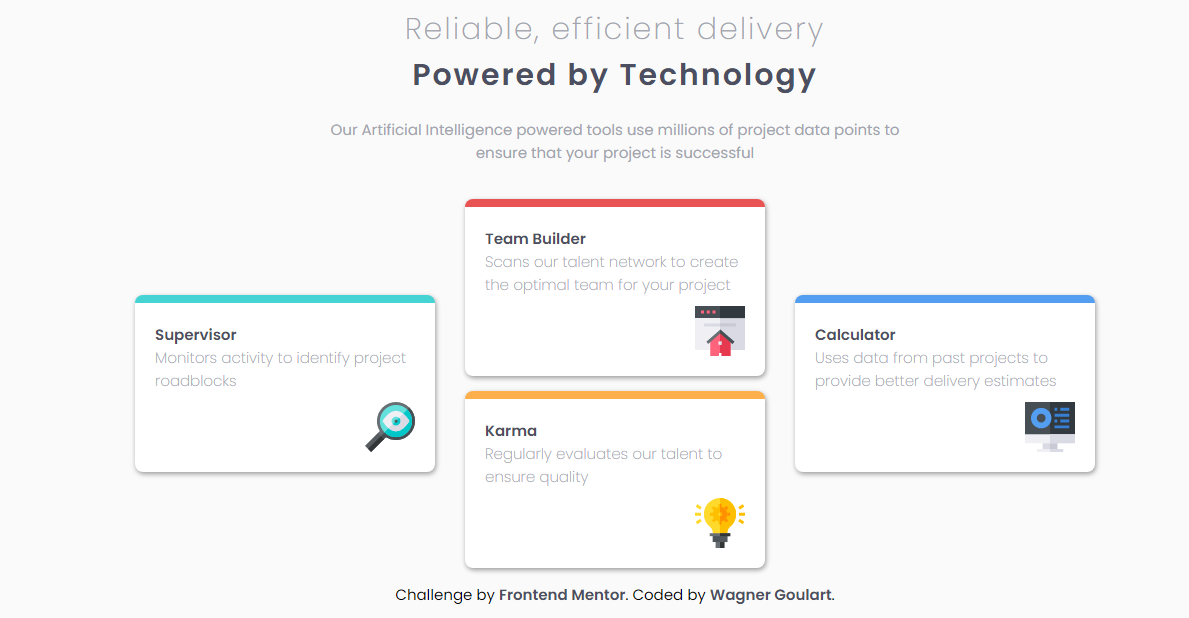 Reliable, efficient delivery
Powered by Technology
Our Artificial Intelligence powered tools use millions of project data points to
ensure that your project is successful
Supervisor
Monitors activity to identify project
roadblocks
Team Builder
Scans our talent network to create
the optimal team for your project
Karma
Regularly evaluates our talent to
ensure quality
Calculator
Uses data from past projects to
provide better delivery estimates
Challenge by Frontend Mentor. Coded by Wagner Goulart.